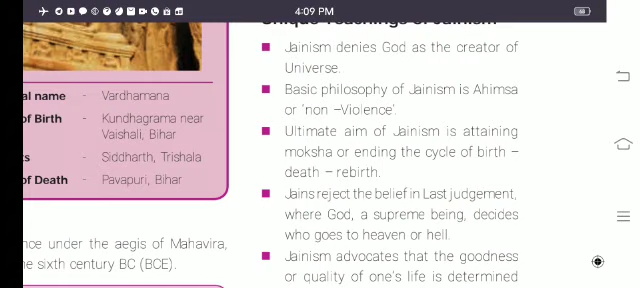 4:09 PM
Unique Teachings of Jainism
al name - Vardhamana
of Birth - Kundhagrama near
Vaishali, Bihar
ts - Siddharth, Trishala
of Death - Pavapuri, Bihar
nce under the aegis of Mahavira,
he sixth century BC (BCE).
■ Jainism denies God as the creator of
Universe.
■ Basic philosophy of Jainism is Ahimsa
or ‘non –Violence’.
■ Ultimate aim of Jainism is attaining
moksha or ending the cycle of birth –
death – rebirth.
■ Jains reject the belief in Last judgement,
where God, a supreme being, decides
who goes to heaven or hell.
■ Jainism advocates that the goodness
or quality of one’s life is determined